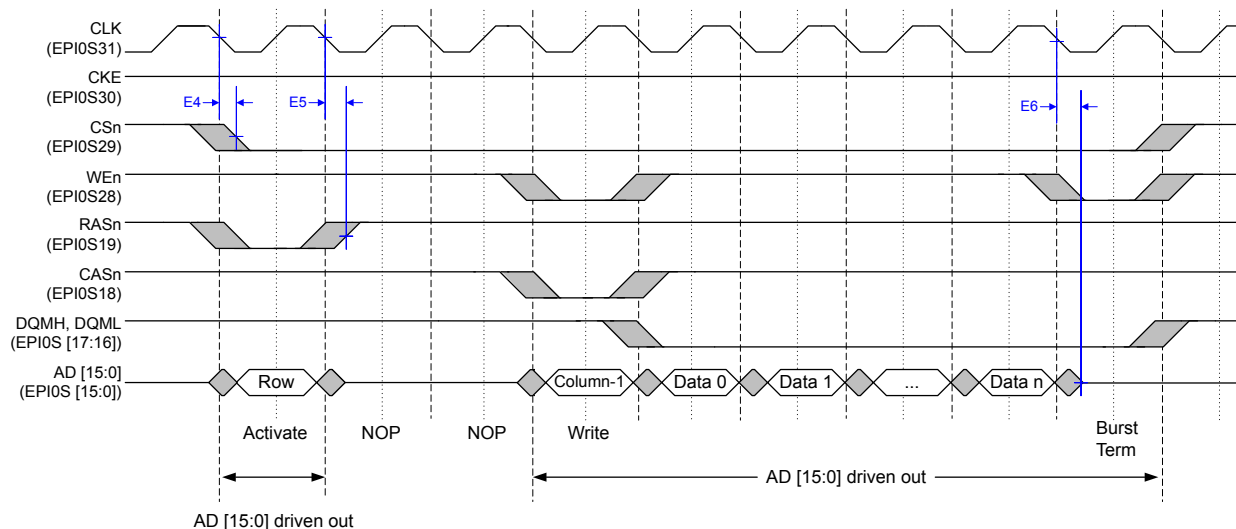 CLK
(EPI0S31)
CKE
(EPI0S30)
E4
E5
E6
CSn
(EPI0S29)
WEn
(EPI0S28)
RASn
(EPI0S19)
CASn
(EPI0S18)
DQMH, DQML
(EPI0S [17:16])
AD [15:0]
(EPI0S [15:0])
Row
Column-1
Data 0
Data 1
...
Data n
Activate
NOP
NOP
Write
Burst
Term
AD [15:0] driven out
AD [15:0] driven out